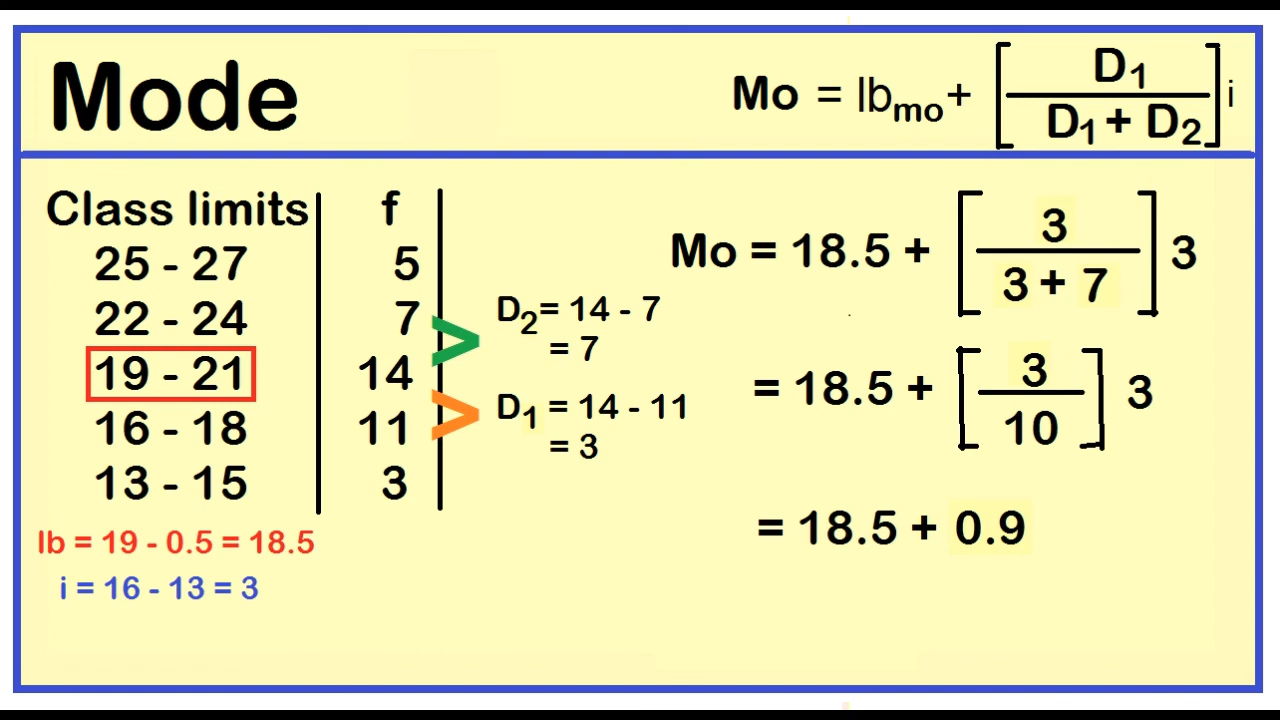 Mode
Mo = lbmo + [ D1 / D1 + D2 ] i
Class limits f
25 - 27 5
22 - 24 7
19 - 21 14
16 - 18 11
13 - 15 3
lb = 19 - 0.5 = 18.5
i = 16 - 13 = 3
D2 = 14 - 7
= 7
D1 = 14 - 11
= 3
Mo = 18.5 + [ 3 / 3 + 7 ] 3
= 18.5 + [ 3 / 10 ] 3
= 18.5 + 0.9